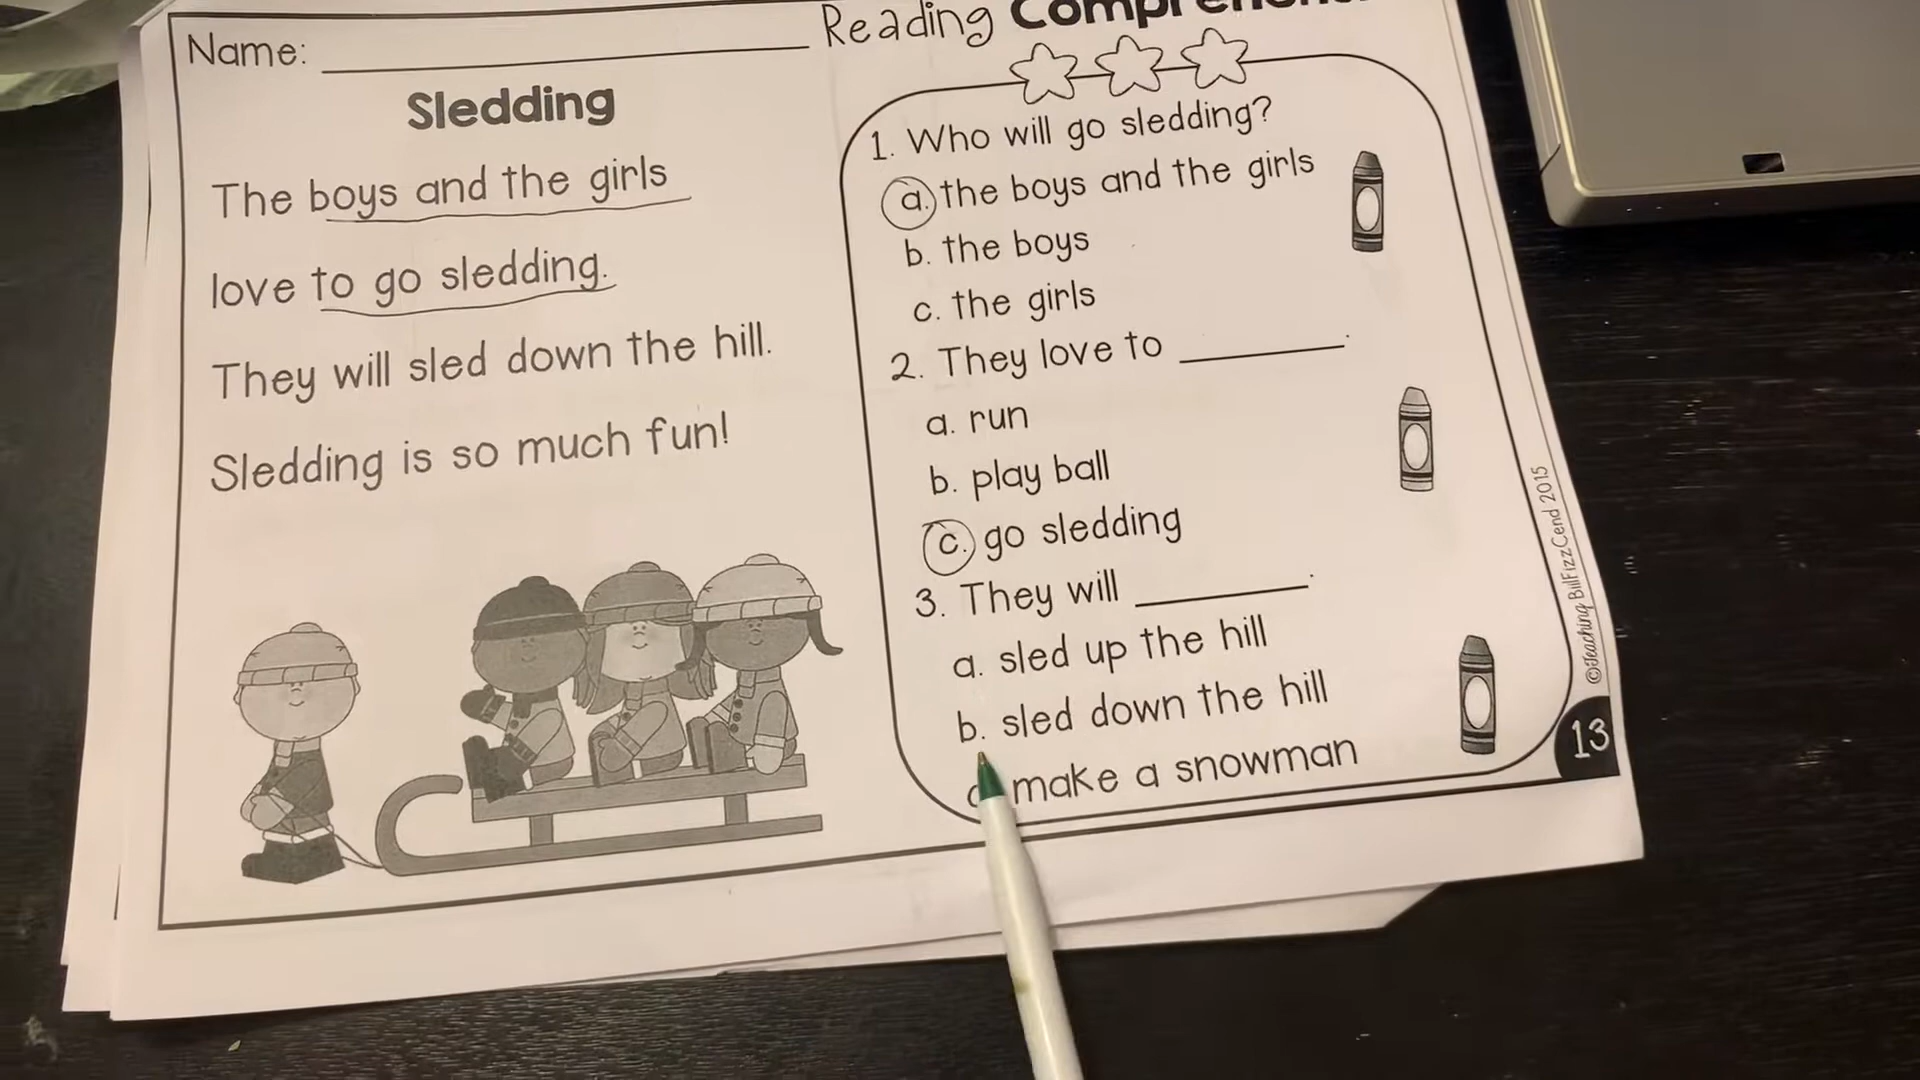 Name:
Reading
Sledding
The boys and the girls
love to go sledding.
They will sled down the hill.
Sledding is so much fun!
1. Who will go sledding?
a. the boys and the girls
b. the boys
c. the girls
2. They love to ________.
a. run
b. play ball
c. go sledding
3. They will ________.
a. sled up the hill
b. sled down the hill
make a snowman
©Teaching BilFizzCend 2015
13